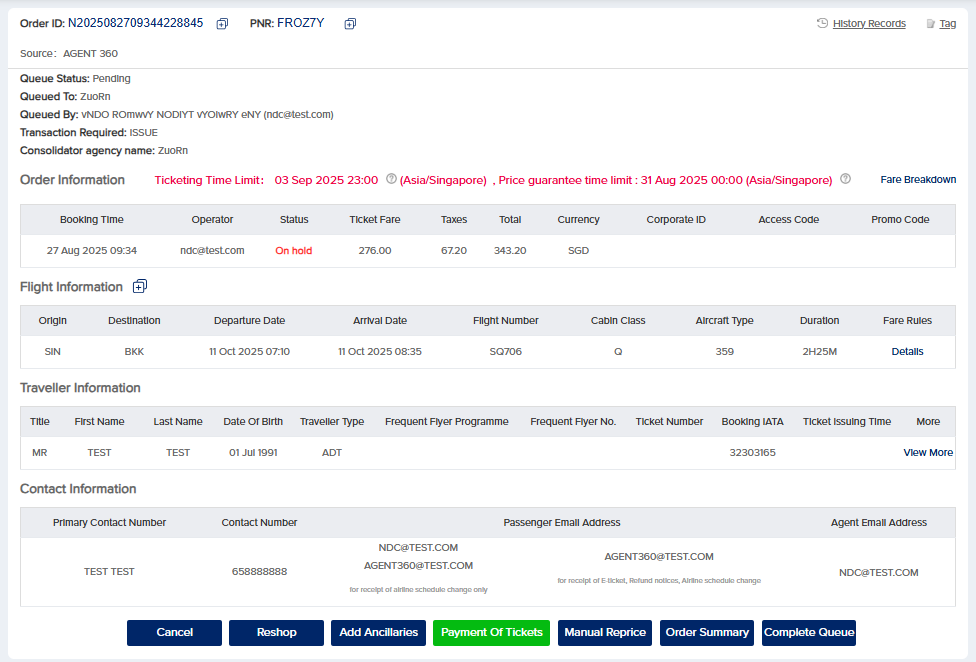 Order ID: N2025082709344228845 PNR: FROZ7Y History Records Tag
Source: AGENT 360
Queue Status: Pending
Queued To: ZuoRn
Queued By: vNDO ROmwvY NODIYT vYOIwRY eNY (ndc@test.com)
Transaction Required: ISSUE
Consolidator agency name: ZuoRn
Order Information Ticketing Time Limit: 03 Sep 2025 23:00 (Asia/Singapore) , Price guarantee time limit : 31 Aug 2025 00:00 (Asia/Singapore) Fare Breakdown
Booking Time Operator Status Ticket Fare Taxes Total Currency Corporate ID Access Code Promo Code
27 Aug 2025 09:34 ndc@test.com On hold 276.00 67.20 343.20 SGD
Flight Information
Origin Destination Departure Date Arrival Date Flight Number Cabin Class Aircraft Type Duration Fare Rules
SIN BKK 11 Oct 2025 07:10 11 Oct 2025 08:35 SQ706 Q 359 2H25M Details
Traveller Information
Title First Name Last Name Date Of Birth Traveller Type Frequent Flyer Programme Frequent Flyer No. Ticket Number Booking IATA Ticket Issuing Time More
MR TEST TEST 01 Jul 1991 ADT 32303165 View More
Contact Information
Primary Contact Number Contact Number Passenger Email Address Agent Email Address
TEST TEST 658888888 NDC@TEST.COM
AGENT360@TEST.COM
for receipt of airline schedule change only
AGENT360@TEST.COM
for receipt of E-ticket, Refund notices, Airline schedule change
NDC@TEST.COM
Cancel Reshop Add Ancillaries Payment Of Tickets Manual Reprice Order Summary Complete Queue